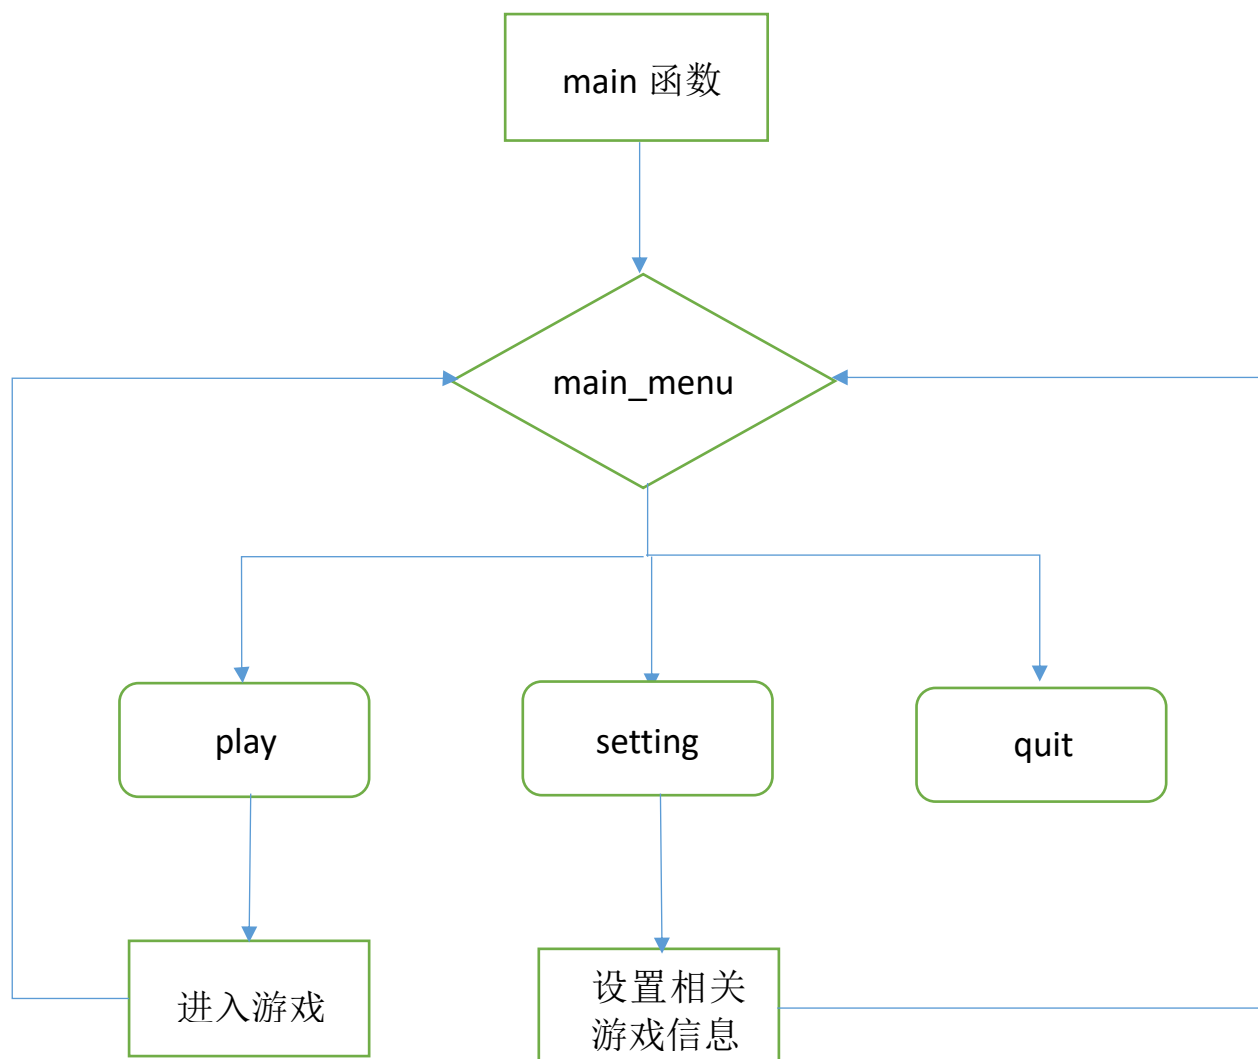 main 函数
main_menu
play
setting
quit
进入游戏
设置相关
游戏信息